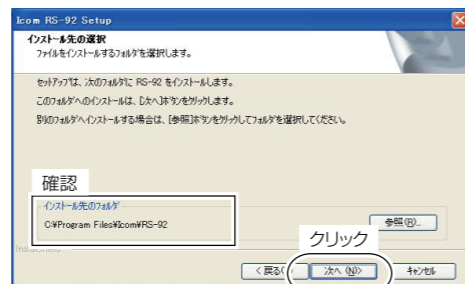 Icom RS-92 Setup
インストール先の選択
ファイルをインストールするフォルダを選択します。
セットアップは、次のフォルダに RS-92 をインストールします。
このフォルダへのインストールは、[次へ]ボタンをクリックします。
別のフォルダへインストールする場合は、[参照]ボタンをクリックしてフォルダを選択してください。
確認
インストール先のフォルダ
C:¥Program Files¥Icom¥RS-92
参照(R)...
クリック
InstallShield
< 戻る(
次へ (N)>
キャンセル